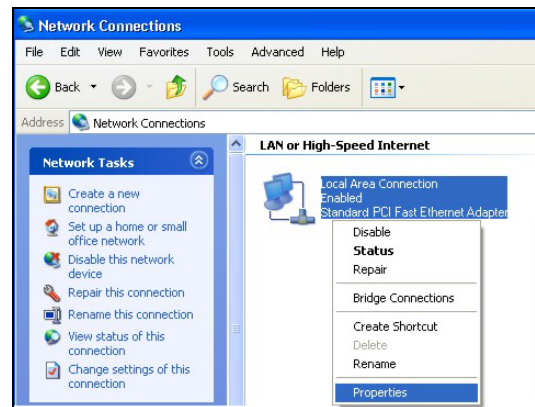 Network Connections
File Edit View Favorites Tools Advanced Help
Back Search Folders
Address Network Connections
Network Tasks
Create a new
connection
Set up a home or small
office network
Disable this network
device
Repair this connection
Rename this connection
View status of this
connection
Change settings of this
connection
LAN or High-Speed Internet
Local Area Connection
Enabled
Standard PCI Fast Ethernet Adapter
Disable
Status
Repair
Bridge Connections
Create Shortcut
Delete
Rename
Properties